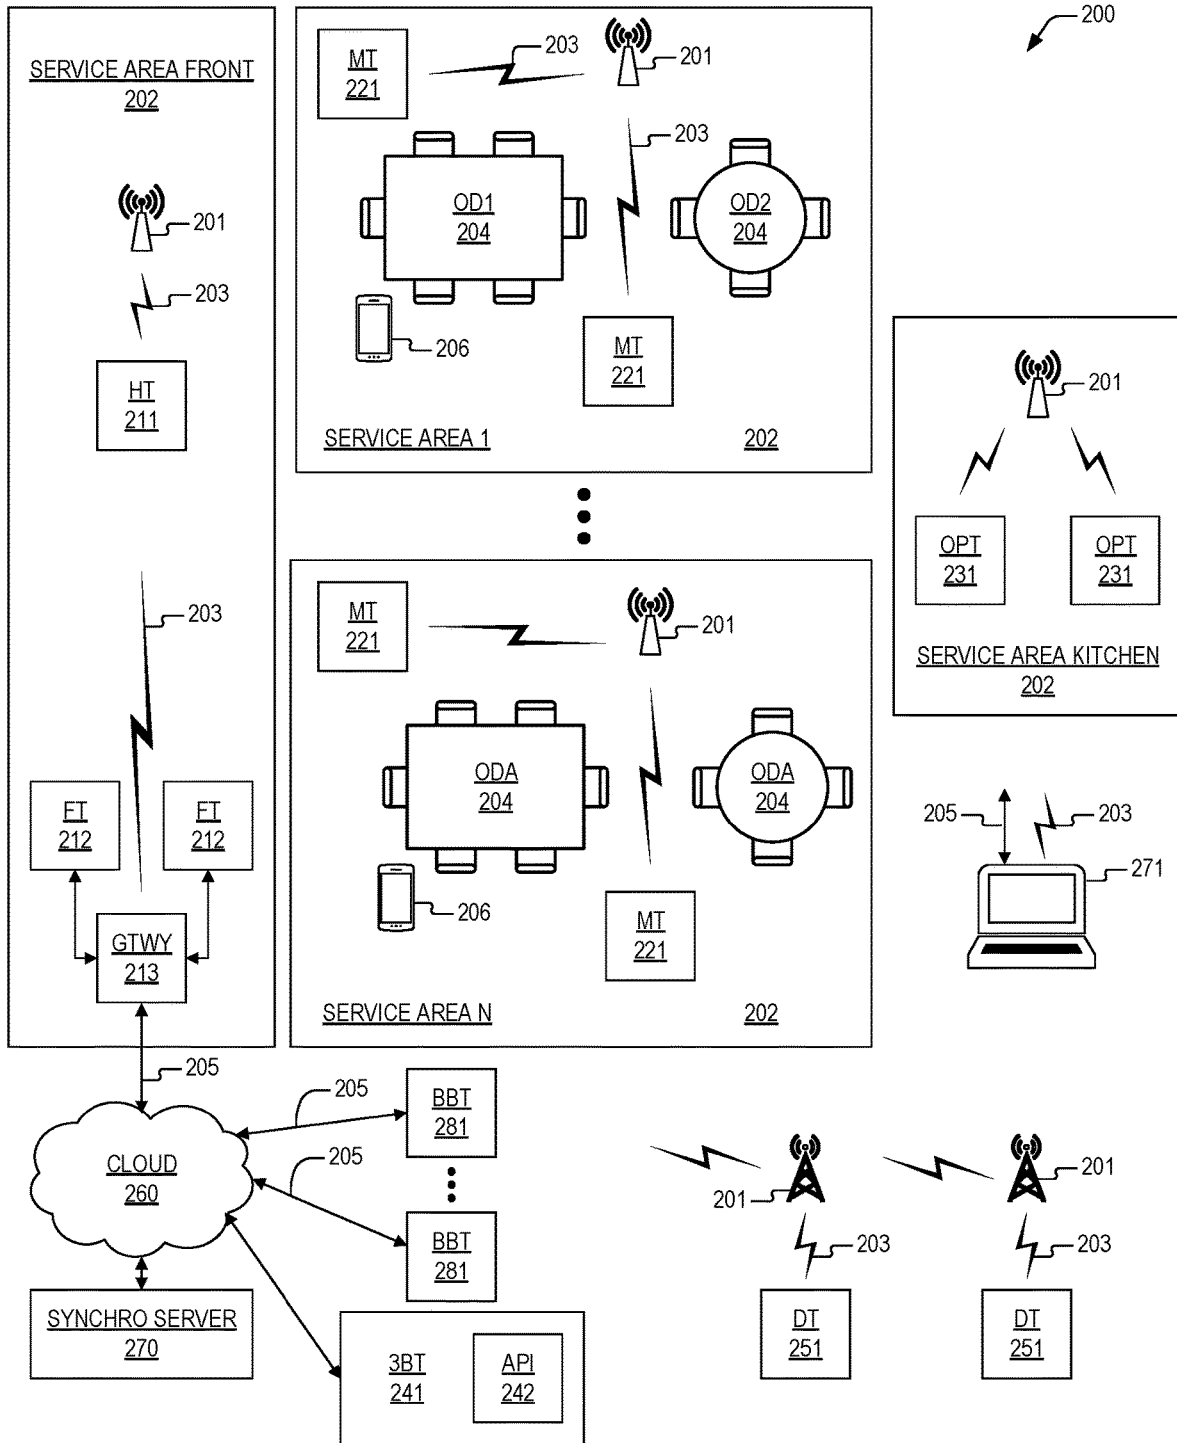 200
SERVICE AREA FRONT
202
201
203
HT
211
203
FT
212
FT
212
GTWY
213
205
MT
221
203
201
203
OD1
204
OD2
204
206
MT
221
SERVICE AREA 1
202
MT
221
201
ODA
204
ODA
204
206
MT
221
SERVICE AREA N
202
201
OPT
231
OPT
231
SERVICE AREA KITCHEN
202
205
203
271
CLOUD
260
205
BBT
281
205
BBT
281
SYNCHRO SERVER
270
3BT
241
API
242
201
203
DT
251
201
203
DT
251